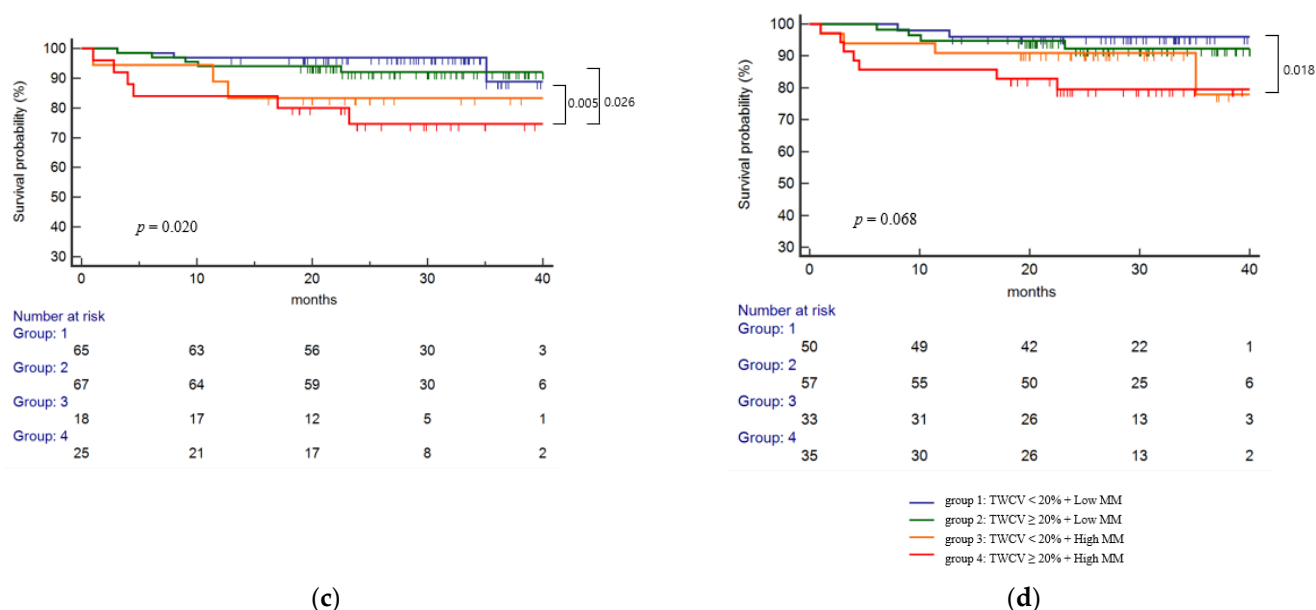 100
90
80
70
60
50
40
30
Survival probability (%)
p = 0.020
0.005
0.026
0 10 20 30 40
months
Number at risk
Group: 1
65 63 56 30 3
Group: 2
67 64 59 30 6
Group: 3
18 17 12 5 1
Group: 4
25 21 17 8 2
(c)
100
90
80
70
60
50
40
30
Survival probability (%)
p = 0.068
0.018
0 10 20 30 40
months
Number at risk
Group: 1
50 49 42 22 1
Group: 2
57 55 50 25 6
Group: 3
33 31 26 13 3
Group: 4
35 30 26 13 2
group 1: TWCV < 20% + Low MM
group 2: TWCV ≥ 20% + Low MM
group 3: TWCV < 20% + High MM
group 4: TWCV ≥ 20% + High MM
(d)